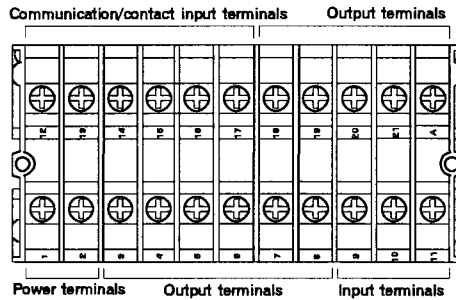 Communication/contact input terminals Output terminals
12 13 14 15 16 17 18 19 20 21 A
1 2 3 4 5 6 7 8 9 10 11
Power terminals Output terminals Input terminals